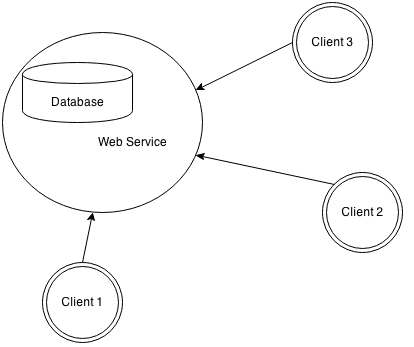 Client 3
Database
Web Service
Client 2
Client 1